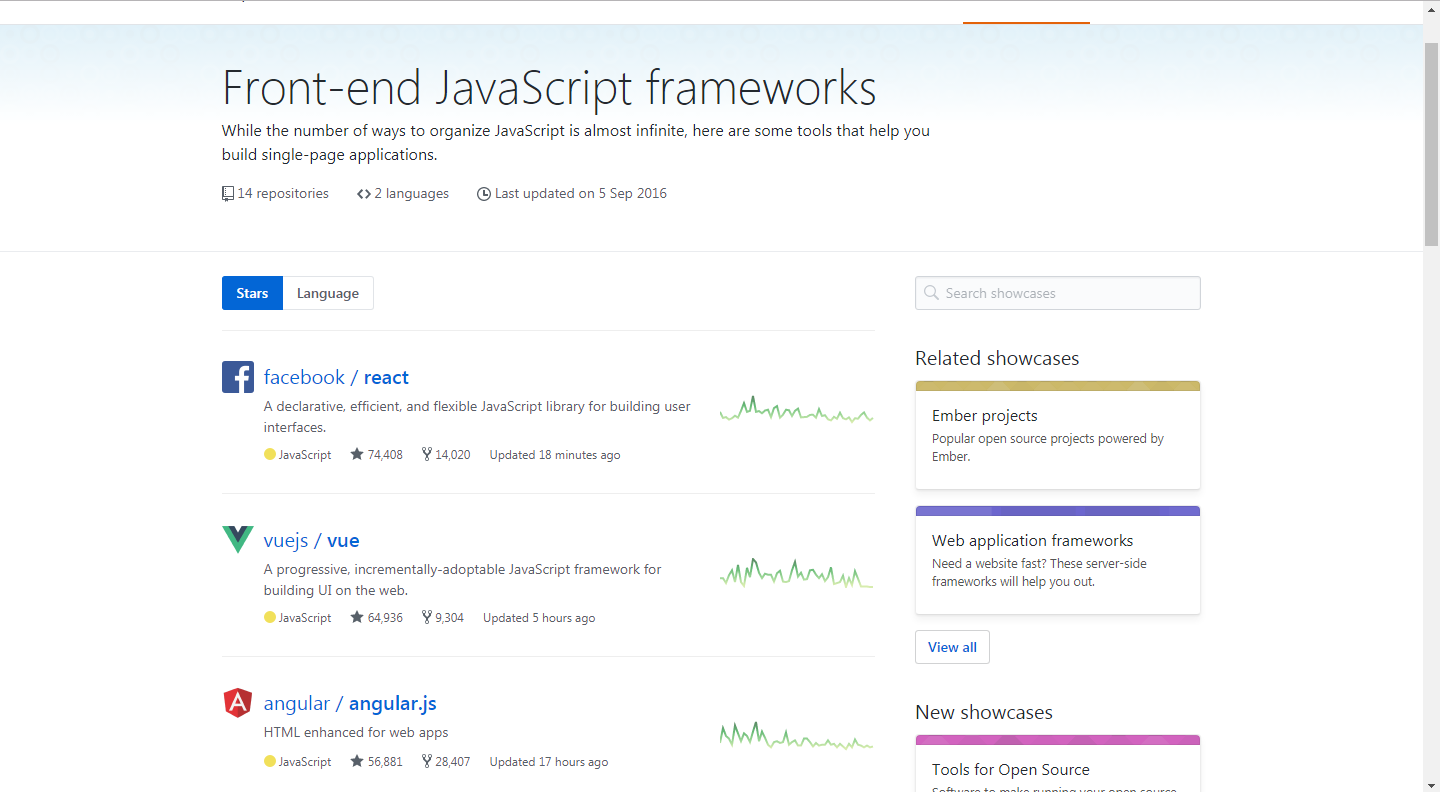 Front-end JavaScript frameworks
While the number of ways to organize JavaScript is almost infinite, here are some tools that help you
build single-page applications.
14 repositories 2 languages Last updated on 5 Sep 2016
Stars Language
facebook / react
A declarative, efficient, and flexible JavaScript library for building user
interfaces.
JavaScript 74,408 14,020 Updated 18 minutes ago
vuejs / vue
A progressive, incrementally-adoptable JavaScript framework for
building UI on the web.
JavaScript 64,936 9,304 Updated 5 hours ago
angular / angular.js
HTML enhanced for web apps
JavaScript 56,881 28,407 Updated 17 hours ago
Search showcases
Related showcases
Ember projects
Popular open source projects powered by
Ember.
Web application frameworks
Need a website fast? These server-side
frameworks will help you out.
View all
New showcases
Tools for Open Source
Software to make running your open source